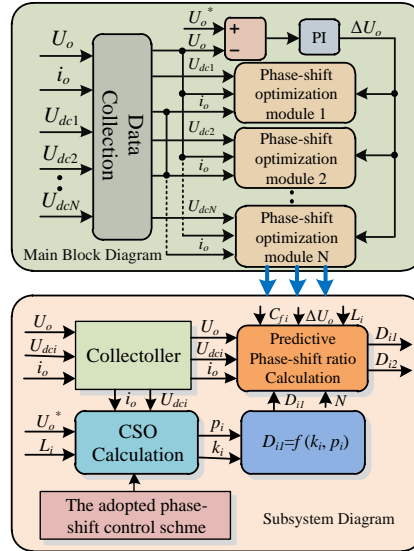 U_o
i_o
U_dc1
U_dc2
U_dcN
Data Collection
U_o*
U_o
+
−
PI
ΔU_o
U_dc1
i_o
Phase-shift
optimization
module 1
U_dc2
i_o
Phase-shift
optimization
module 2
U_dcN
i_o
Phase-shift
optimization
module N
Main Block Diagram
U_o
U_dci
i_o
Collectoller
U_o
U_dci
i_o
C_fi
ΔU_o
L_i
Predictive
Phase-shift ratio
Calculation
D_i1
D_i2
i_o
U_dci
D_i1
N
U_o*
L_i
CSO
Calculation
p_i
k_i
D_i1=f (k_i, p_i)
The adopted phase-
shift control schme
Subsystem Diagram